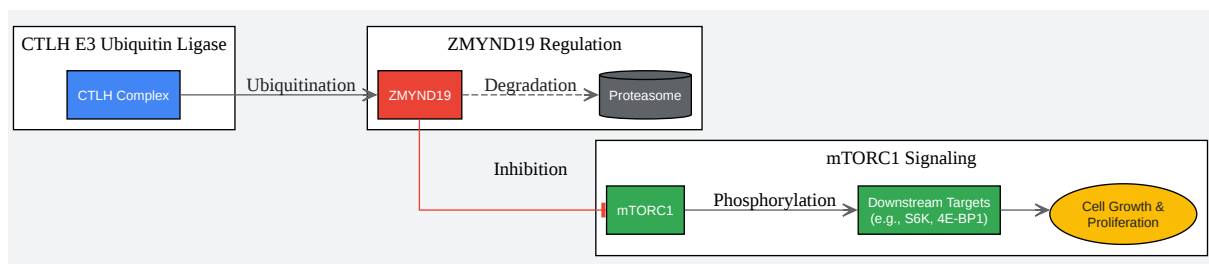 CTLH E3 Ubiquitin Ligase
CTLH Complex
Ubiquitination
ZMYND19 Regulation
ZMYND19
Degradation
Proteasome
Inhibition
mTORC1 Signaling
mTORC1
Phosphorylation
Downstream Targets
(e.g., S6K, 4E-BP1)
Cell Growth &
Proliferation